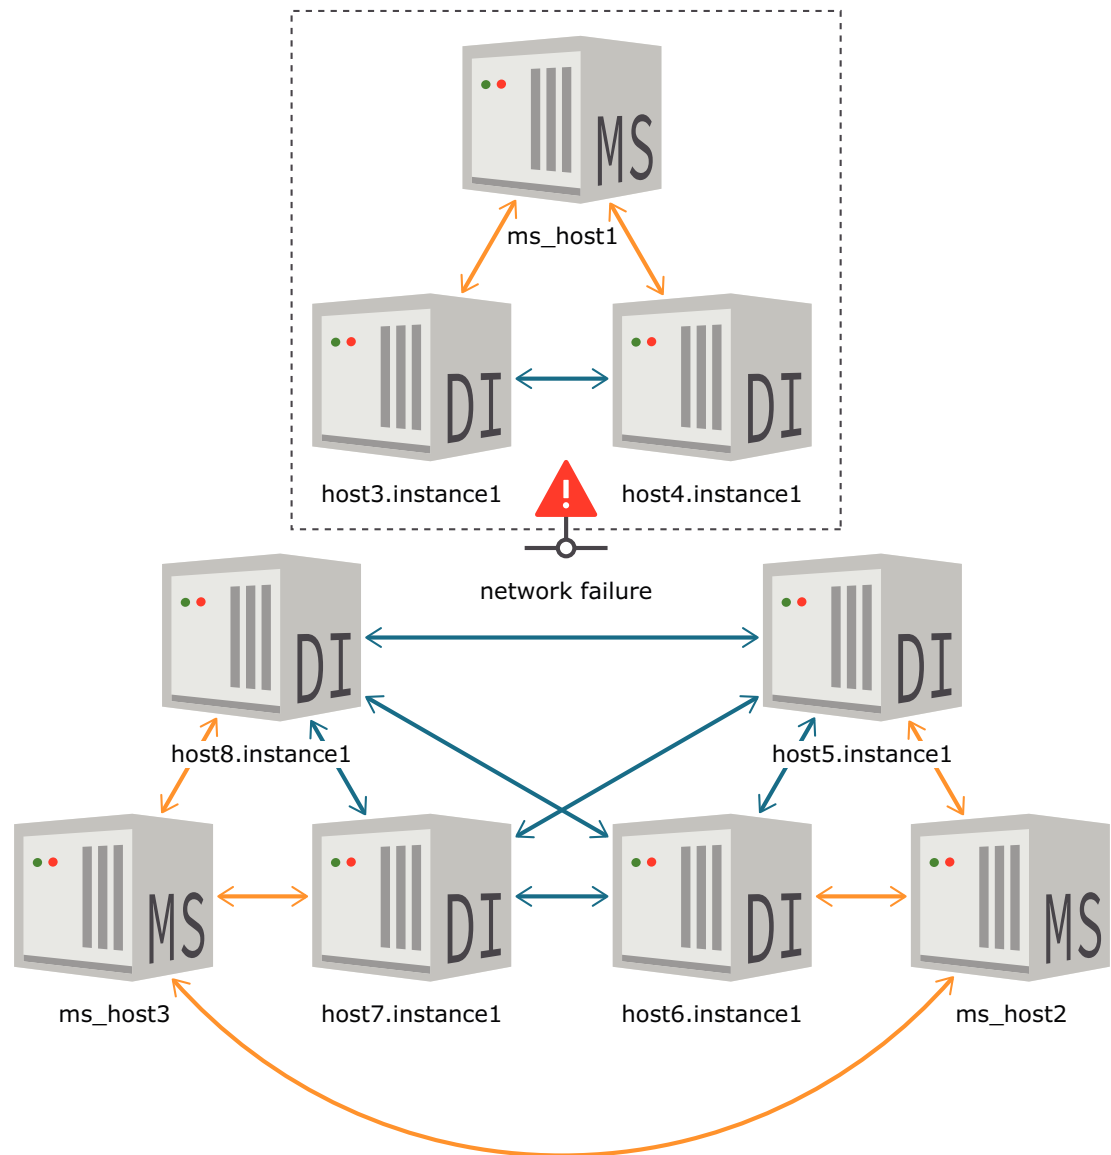 MS
ms_host1
DI
DI
host3.instance1
host4.instance1
!
network failure
DI
DI
host8.instance1
host5.instance1
MS
DI
DI
MS
ms_host3
host7.instance1
host6.instance1
ms_host2